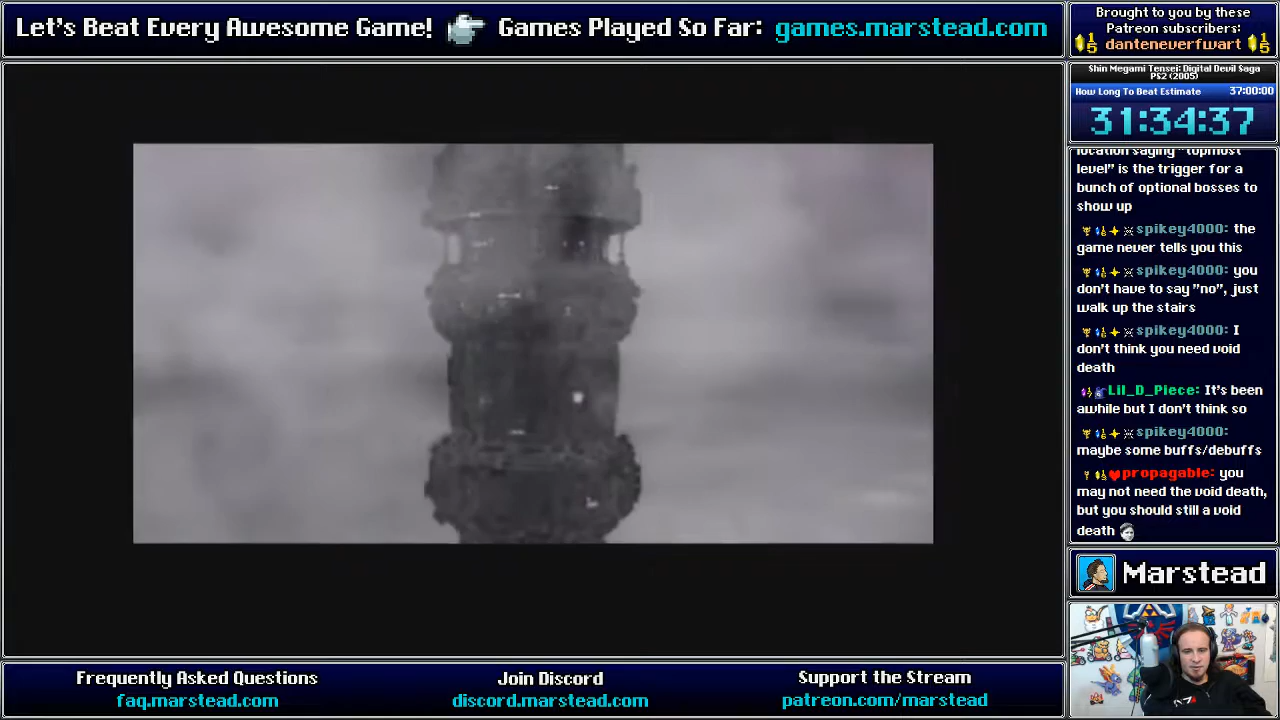 Let's Beat Every Awesome Game! Games Played So Far: games.marstead.com
Brought to you by these
Patreon subscribers:
danteneverfwart
Shin Megami Tensei: Digital Devil Saga
PS2 (2005)
How Long To Beat Estimate 37:00:00
31:34:37
location saying "topmost
level" is the trigger for a
bunch of optional bosses to
show up
spikey4000: the
game never tells you this
spikey4000: you
don't have to say "no", just
walk up the stairs
spikey4000: I
don't think you need void
death
Lil_D_Piece: It's been
awhile but I don't think so
spikey4000:
maybe some buffs/debuffs
propagable: you
may not need the void death,
but you should still a void
death
Marstead
Frequently Asked Questions
faq.marstead.com
Join Discord
discord.marstead.com
Support the Stream
patreon.com/marstead